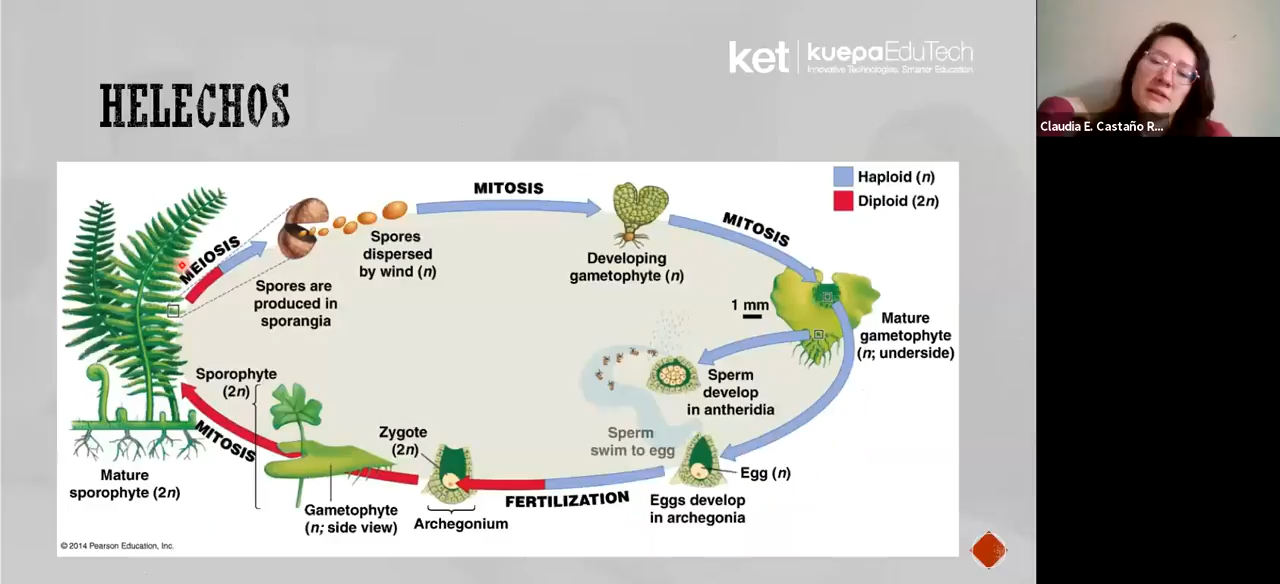 ket | kuepaEduTech
Innovative Technologies, Smarter Education
Claudia E. Castaño R...
HELECHOS
Haploid (n)
Diploid (2n)
MITOSIS
MITOSIS
MEIOSIS
Spores
dispersed
by wind (n)
Developing
gametophyte (n)
Spores are
produced in
sporangia
1 mm
Mature
gametophyte
(n; underside)
Sporophyte
(2n)
Sperm
develop
in antheridia
MITOSIS
Zygote
(2n)
Sperm
swim to egg
Egg (n)
Mature
sporophyte (2n)
FERTILIZATION
Eggs develop
in archegonia
Gametophyte
(n; side view)
Archegonium
© 2014 Pearson Education, Inc.